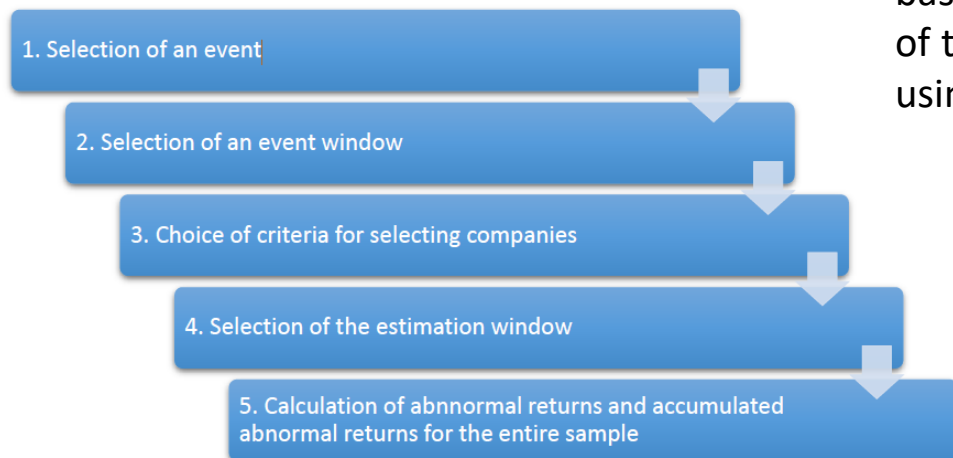 1. Selection of an event
2. Selection of an event window
3. Choice of criteria for selecting companies
4. Selection of the estimation window
5. Calculation of abnnormal returns and accumulated
abnormal returns for the entire sample
of t